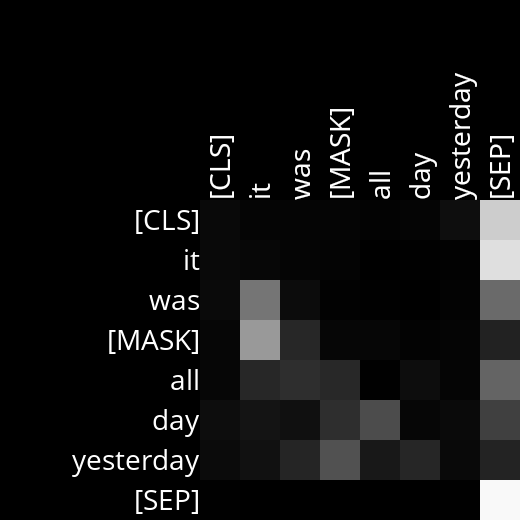 [CLS] it was [MASK] all day yesterday [SEP]
[CLS]
it
was
[MASK]
all
day
yesterday
[SEP]